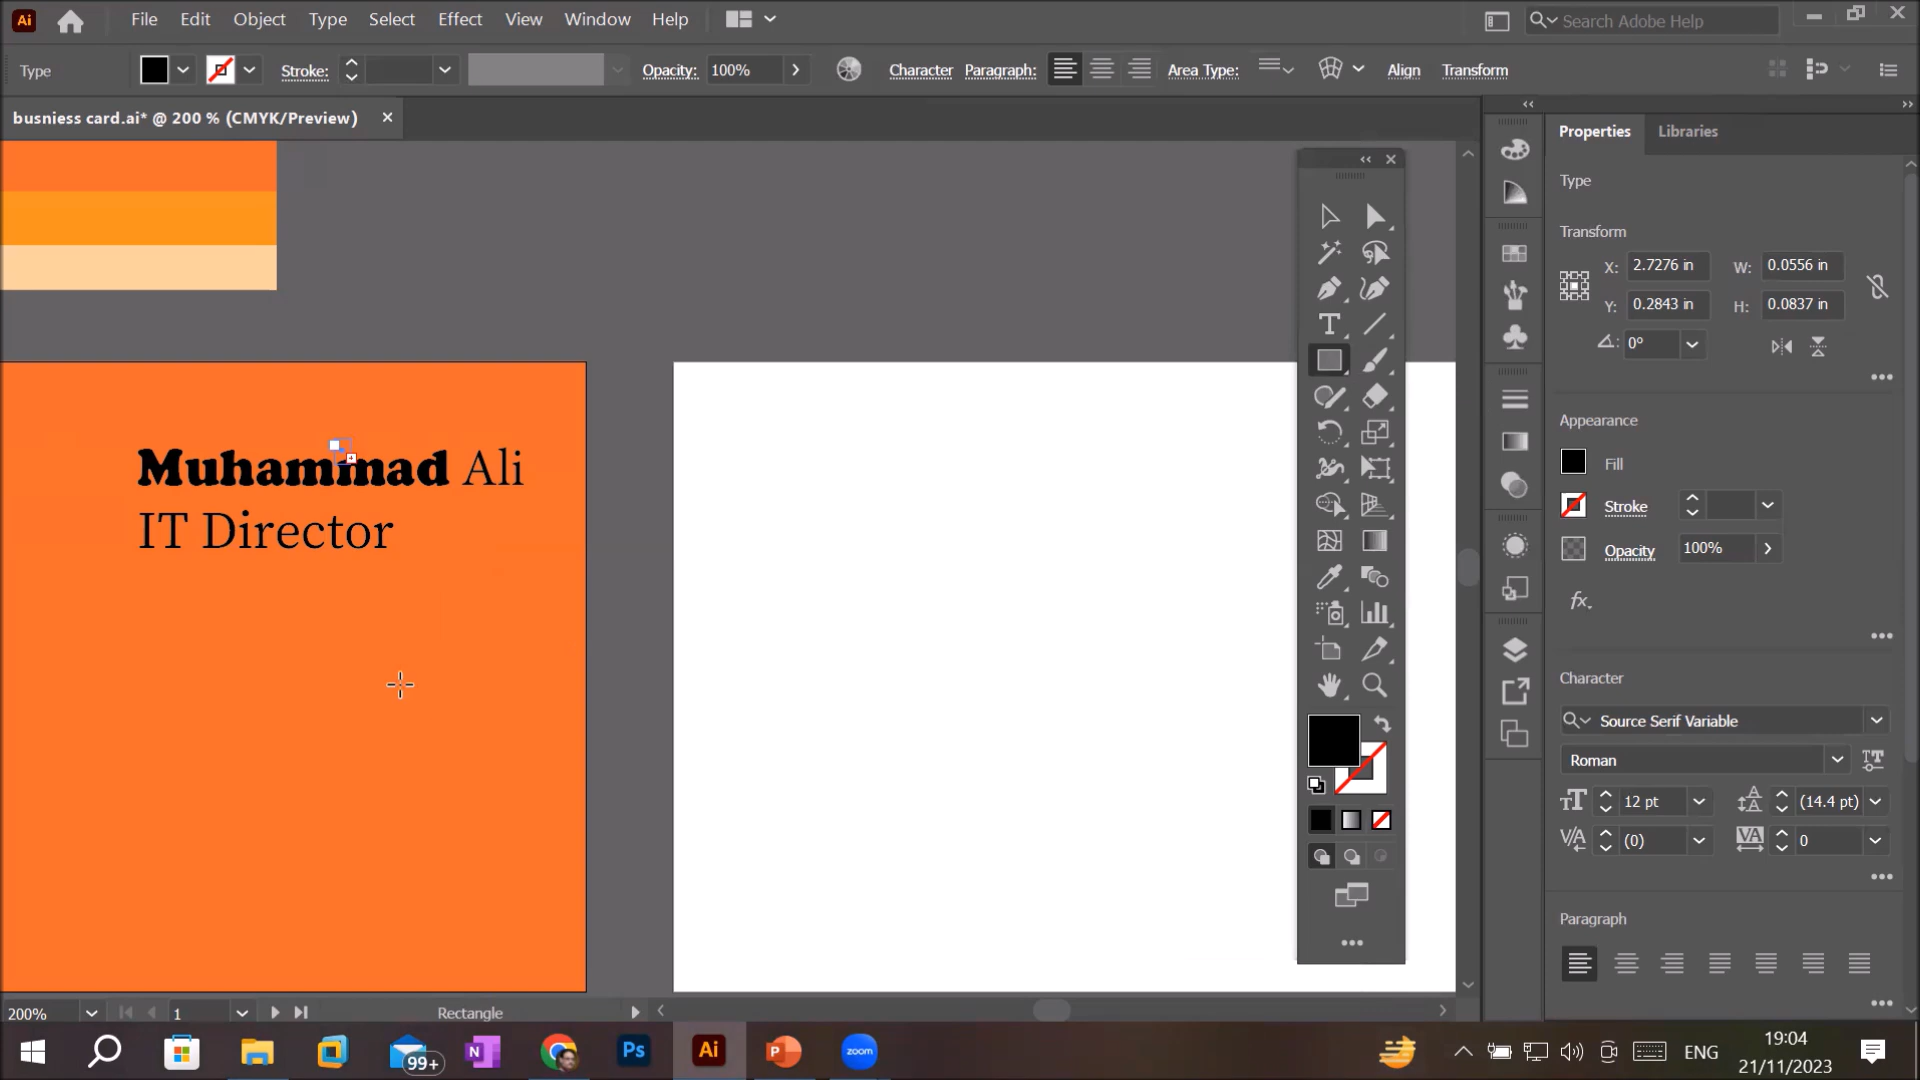 Ai File Edit Object Type Select Effect View Window Help Search Adobe Help
Type Stroke: Opacity: 100% Character Paragraph: Area Type: Align Transform
busniess card.ai* @ 200 % (CMYK/Preview)
Properties Libraries
Type
Transform
X: 2.7276 in W: 0.0556 in
Y: 0.2843 in H: 0.0837 in
0°
Appearance
Fill
Stroke
Opacity 100%
fx
Muhammad Ali
IT Director
Character
Source Serif Variable
Roman
12 pt (14.4 pt)
(0) 0
Paragraph
200% 1 Rectangle
99+ N Ps Ai P zoom ENG 19:04
21/11/2023